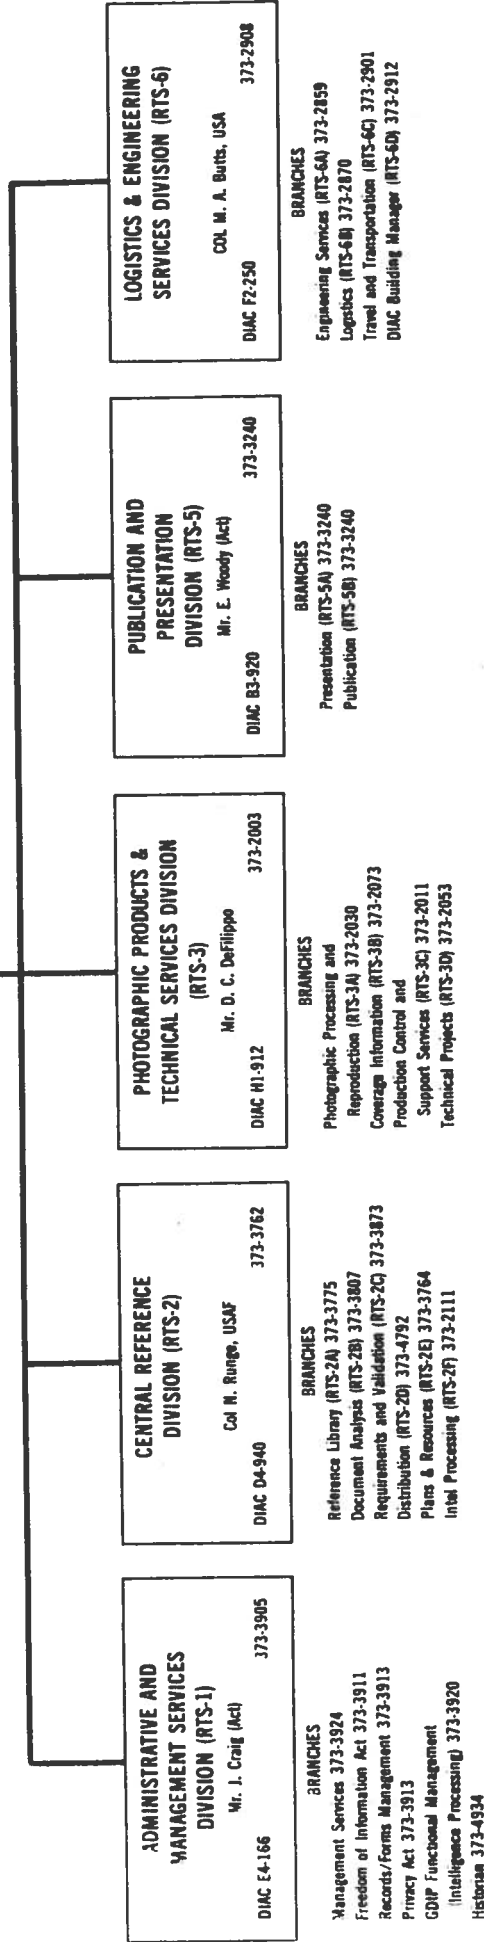 ADMINISTRATIVE AND
MANAGEMENT SERVICES
DIVISION (RTS-1)
Mr. J. Craig (Act)
DIAC E4-166 373-3905
BRANCHES
Management Services 373-3924
Freedom of Information Act 373-3911
Records/Forms Management 373-3913
Privacy Act 373-3913
GDIP Functional Management
(Intelligence Processing) 373-3920
Historian 373-4934
CENTRAL REFERENCE
DIVISION (RTS-2)
Col N. Runge, USAF
DIAC D4-940 373-3762
BRANCHES
Reference Library (RTS-2A) 373-3775
Document Analysis (RTS-2B) 373-3807
Requirements and Validation (RTS-2C) 373-3873
Distribution (RTS-2D) 373-4792
Plans & Resources (RTS-2E) 373-3764
Intel Processing (RTS-2F) 373-2111
PHOTOGRAPHIC PRODUCTS &
TECHNICAL SERVICES DIVISION
(RTS-3)
Mr. D. C. DeFilippo
DIAC H1-912 373-2003
BRANCHES
Photographic Processing and
Reproduction (RTS-3A) 373-2030
Coverage Information (RTS-3B) 373-2073
Production Control and
Support Services (RTS-3C) 373-2011
Technical Projects (RTS-3D) 373-2053
PUBLICATION AND
PRESENTATION
DIVISION (RTS-5)
Mr. E. Woody (Act)
DIAC B3-920 373-3240
BRANCHES
Presentation (RTS-5A) 373-3240
Publication (RTS-5B) 373-3240
LOGISTICS & ENGINEERING
SERVICES DIVISION (RTS-6)
COL M. A. Butts, USA
DIAC F2-250 373-2908
BRANCHES
Engineering Services (RTS-6A) 373-2859
Logistics (RTS-6B) 373-2870
Travel and Transportation (RTS-6C) 373-2901
DIAC Building Manager (RTS-6D) 373-2912